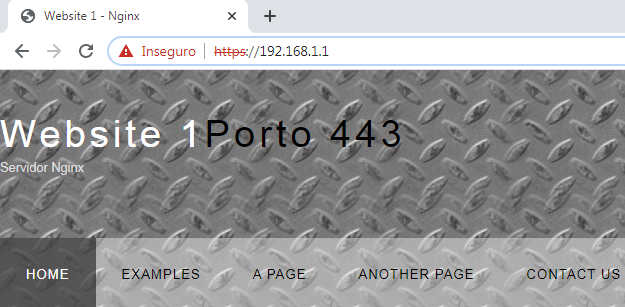 Website 1 - Nginx
Inseguro https://192.168.1.1
Website 1Porto 443
Servidor Nginx
HOME EXAMPLES A PAGE ANOTHER PAGE CONTACT US